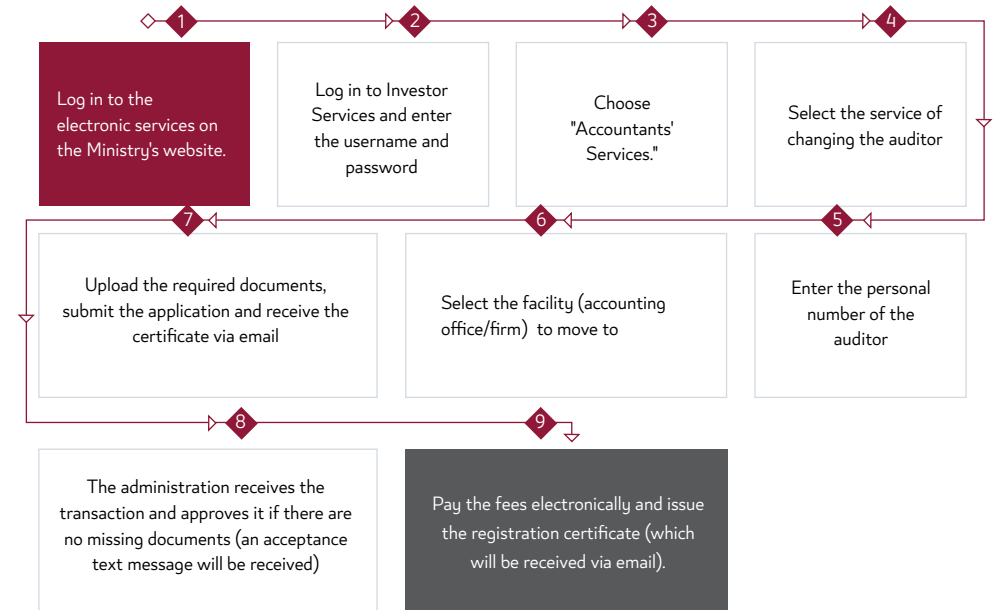 1
Log in to the
electronic services on
the Ministry's website.
2
Log in to Investor
Services and enter
the username and
password
3
Choose
"Accountants'
Services."
4
Select the service of
changing the auditor
5
Enter the personal
number of the
auditor
6
Select the facility (accounting
office/firm) to move to
7
Upload the required documents,
submit the application and receive the
certificate via email
8
The administration receives the
transaction and approves it if there are
no missing documents (an acceptance
text message will be received)
9
Pay the fees electronically and issue
the registration certificate (which
will be received via email).